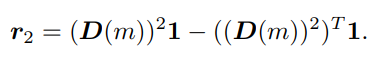 r₂ = (D(m))²1 − ((D(m))²)ᵀ1.